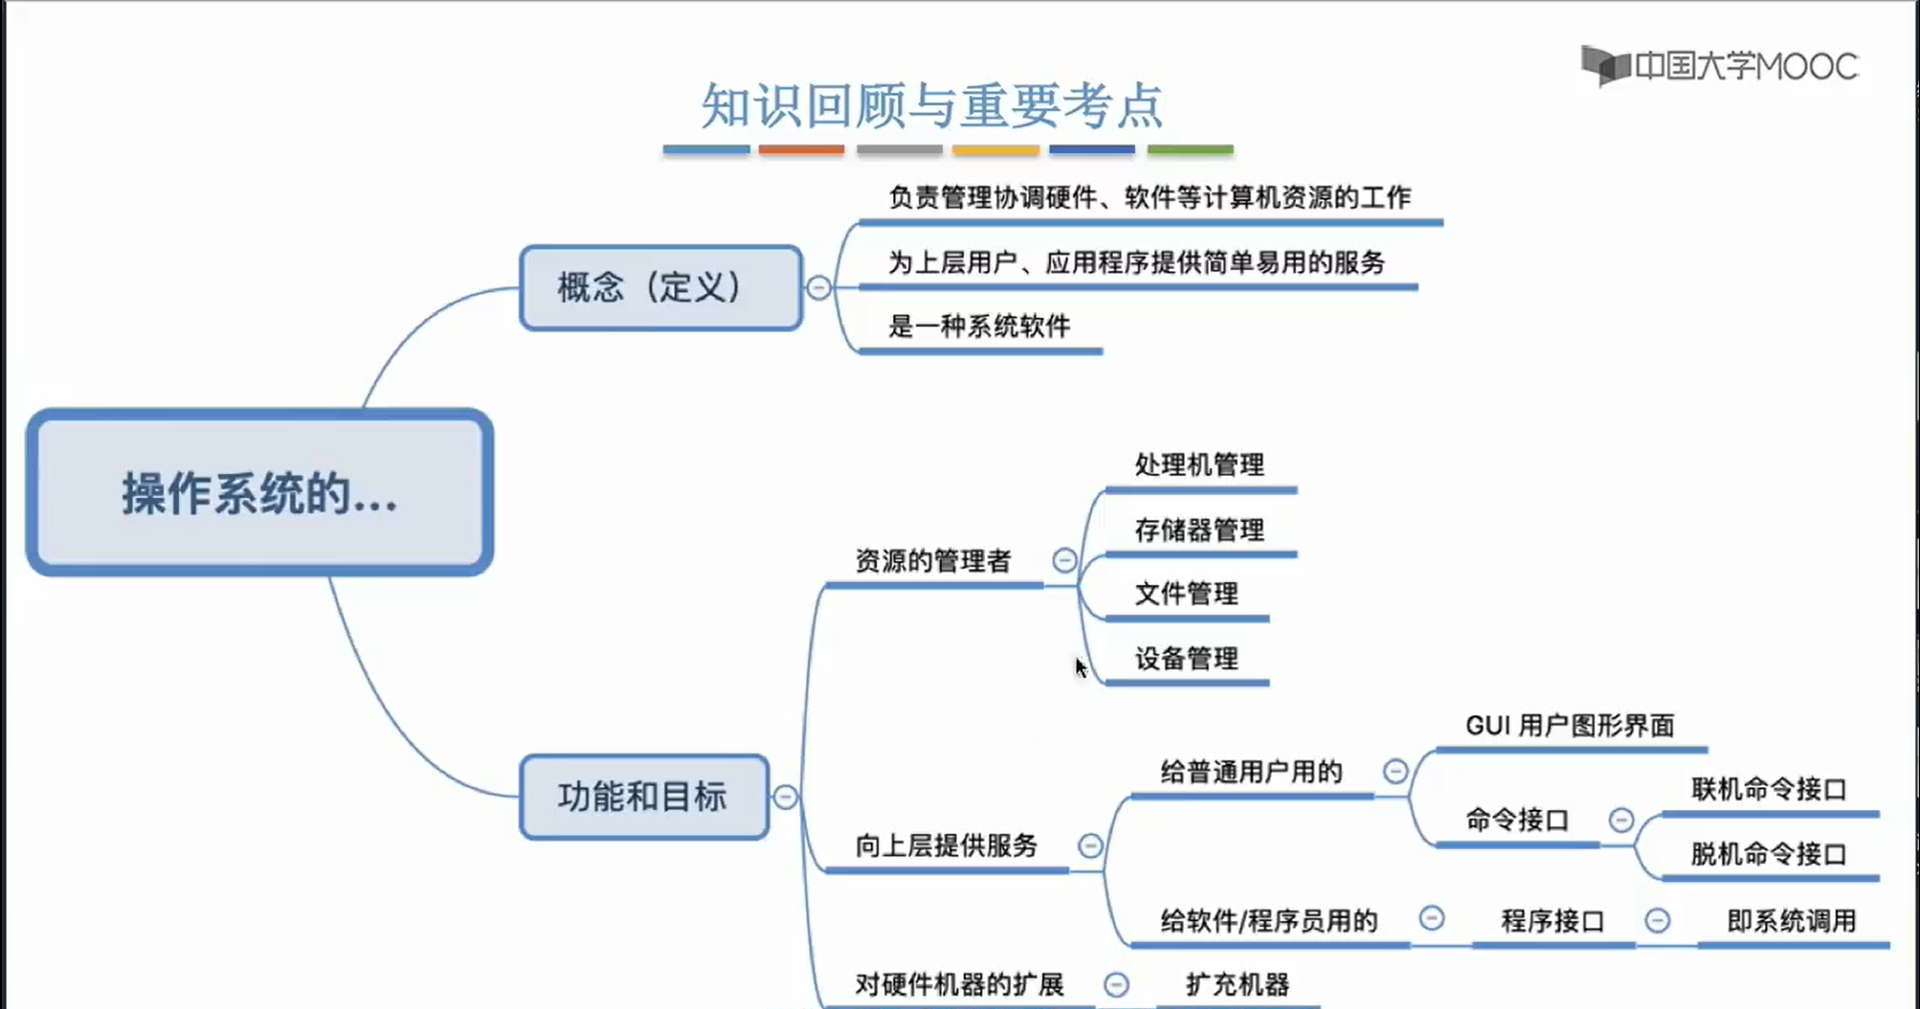 中国大学MOOC
知识回顾与重要考点
负责管理协调硬件、软件等计算机资源的工作
概念（定义）
为上层用户、应用程序提供简单易用的服务
是一种系统软件
操作系统的...
处理机管理
存储器管理
资源的管理者
文件管理
设备管理
GUI 用户图形界面
给普通用户用的
联机命令接口
命令接口
脱机命令接口
功能和目标
向上层提供服务
给软件/程序员用的
程序接口
即系统调用
对硬件机器的扩展
扩充机器